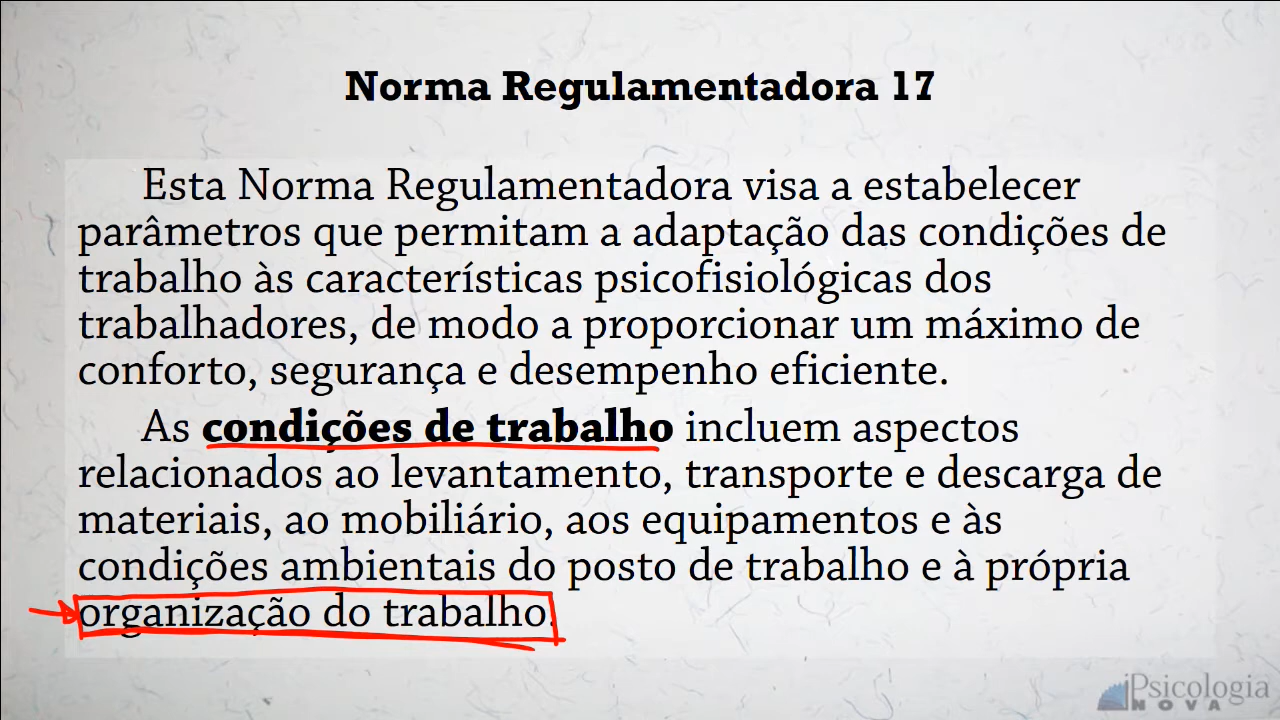 Norma Regulamentadora 17
Esta Norma Regulamentadora visa a estabelecer
parâmetros que permitam a adaptação das condições de
trabalho às características psicofisiológicas dos
trabalhadores, de modo a proporcionar um máximo de
conforto, segurança e desempenho eficiente.
As condições de trabalho incluem aspectos
relacionados ao levantamento, transporte e descarga de
materiais, ao mobiliário, aos equipamentos e às
condições ambientais do posto de trabalho e à própria
organização do trabalho.
Psicologia
NOVA